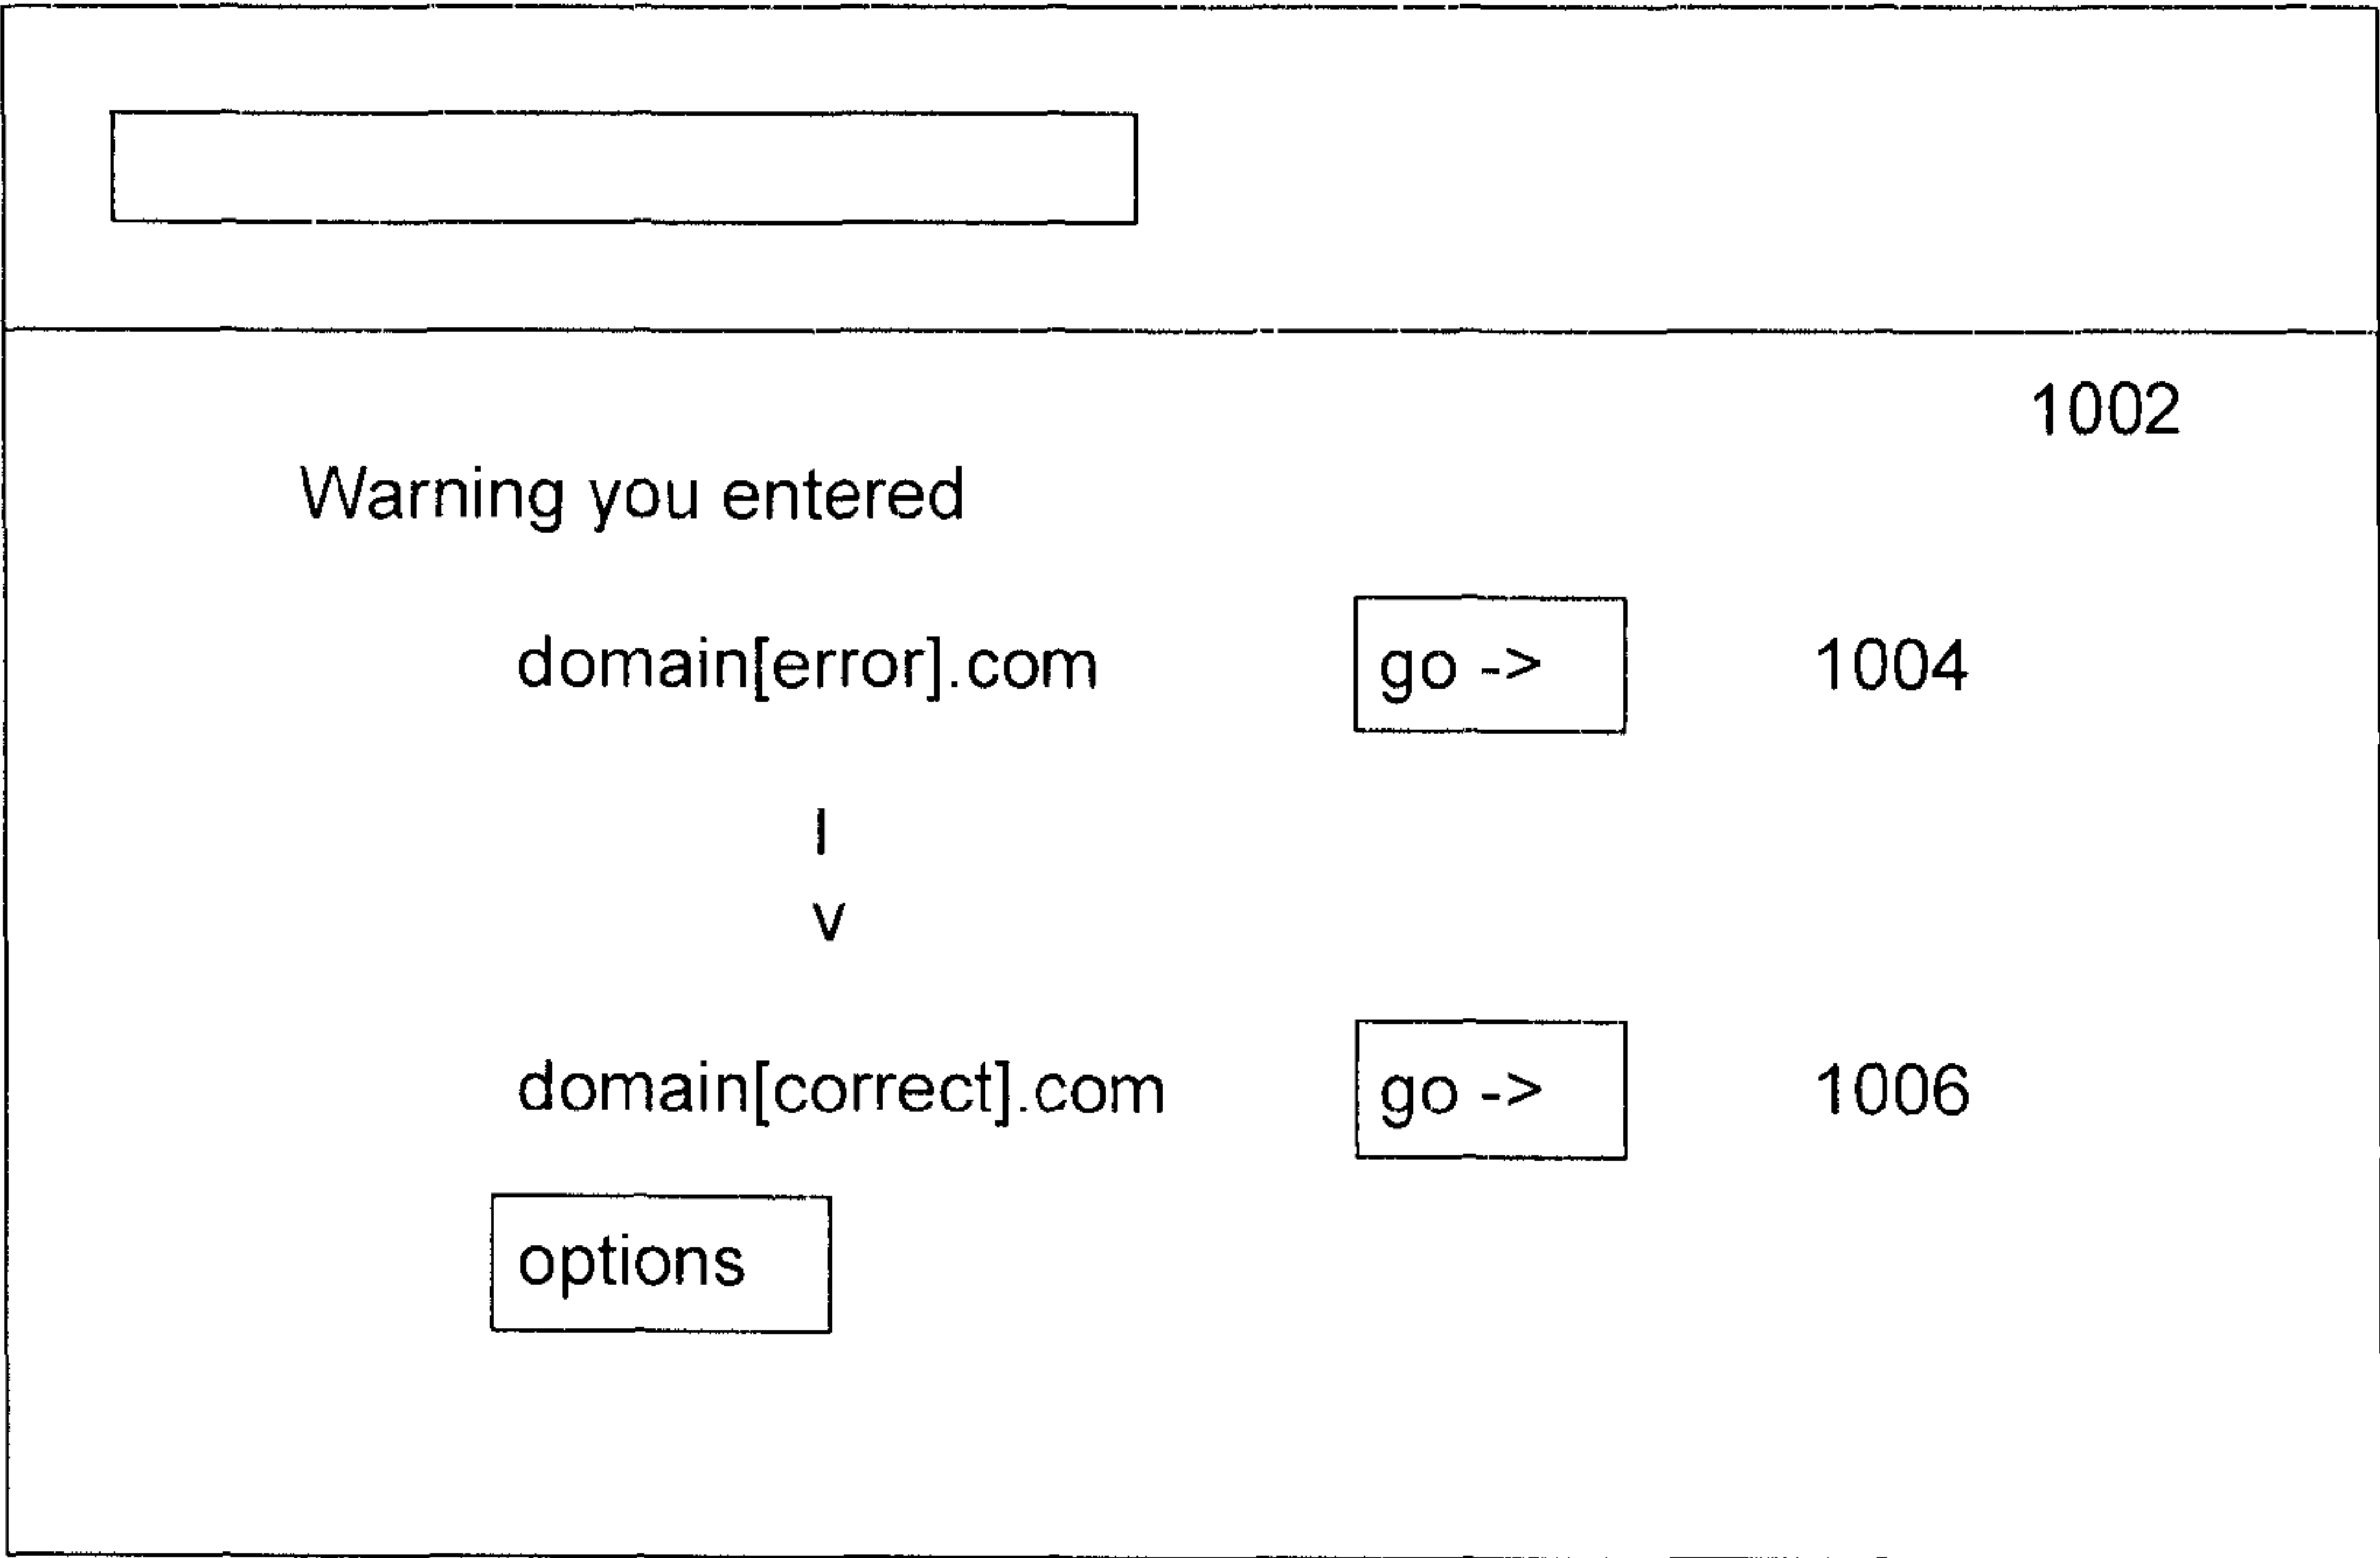 1002
Warning you entered
domain[error].com go -> 1004
|
v
domain[correct].com go -> 1006
options